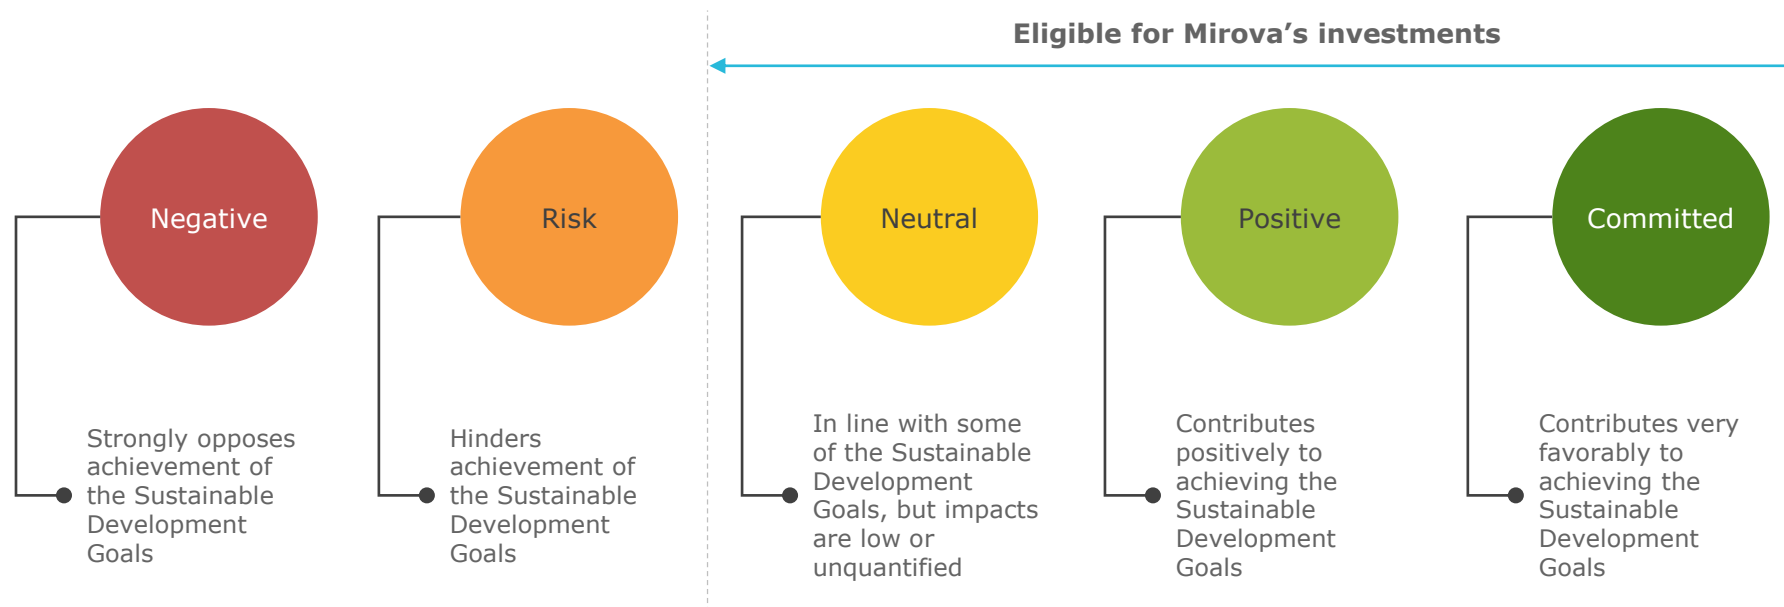 Eligible for Mirova’s investments
Negative
Risk
Neutral
Positive
Committed
Strongly opposes
achievement of
the Sustainable
Development
Goals
Hinders
achievement of
the Sustainable
Development
Goals
In line with some
of the Sustainable
Development
Goals, but impacts
are low or
unquantified
Contributes
positively to
achieving the
Sustainable
Development
Goals
Contributes very
favorably to
achieving the
Sustainable
Development
Goals